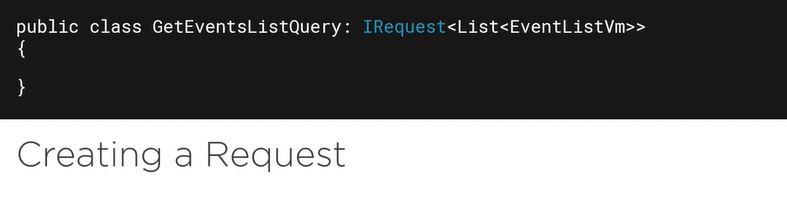 public class GetEventsListQuery: IRequest<List<EventListVm>>
{
}
Creating a Request